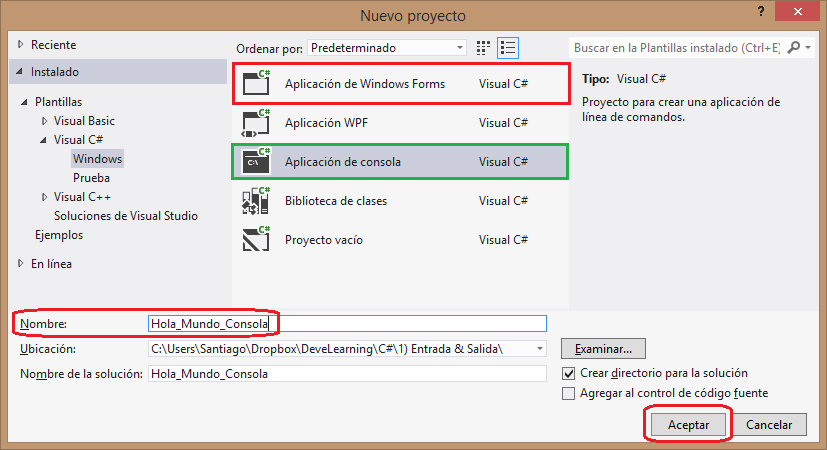 Nuevo proyecto
?
Reciente
Instalado
Plantillas
Visual Basic
Visual C#
Windows
Prueba
Visual C++
Soluciones de Visual Studio
Ejemplos
En línea
Ordenar por: Predeterminado
C# Aplicación de Windows Forms Visual C#
C# Aplicación WPF Visual C#
C# C:\ Aplicación de consola Visual C#
C# Biblioteca de clases Visual C#
C# Proyecto vacío Visual C#
Buscar en la Plantillas instalado (Ctrl+E)
Tipo: Visual C#
Proyecto para crear una aplicación de
línea de comandos.
Nombre: Hola_Mundo_Consola
Ubicación: C:\Users\Santiago\Dropbox\DeveLearning\C#\1) Entrada & Salida\
Examinar...
Nombre de la solución: Hola_Mundo_Consola
Crear directorio para la solución
Agregar al control de código fuente
Aceptar
Cancelar